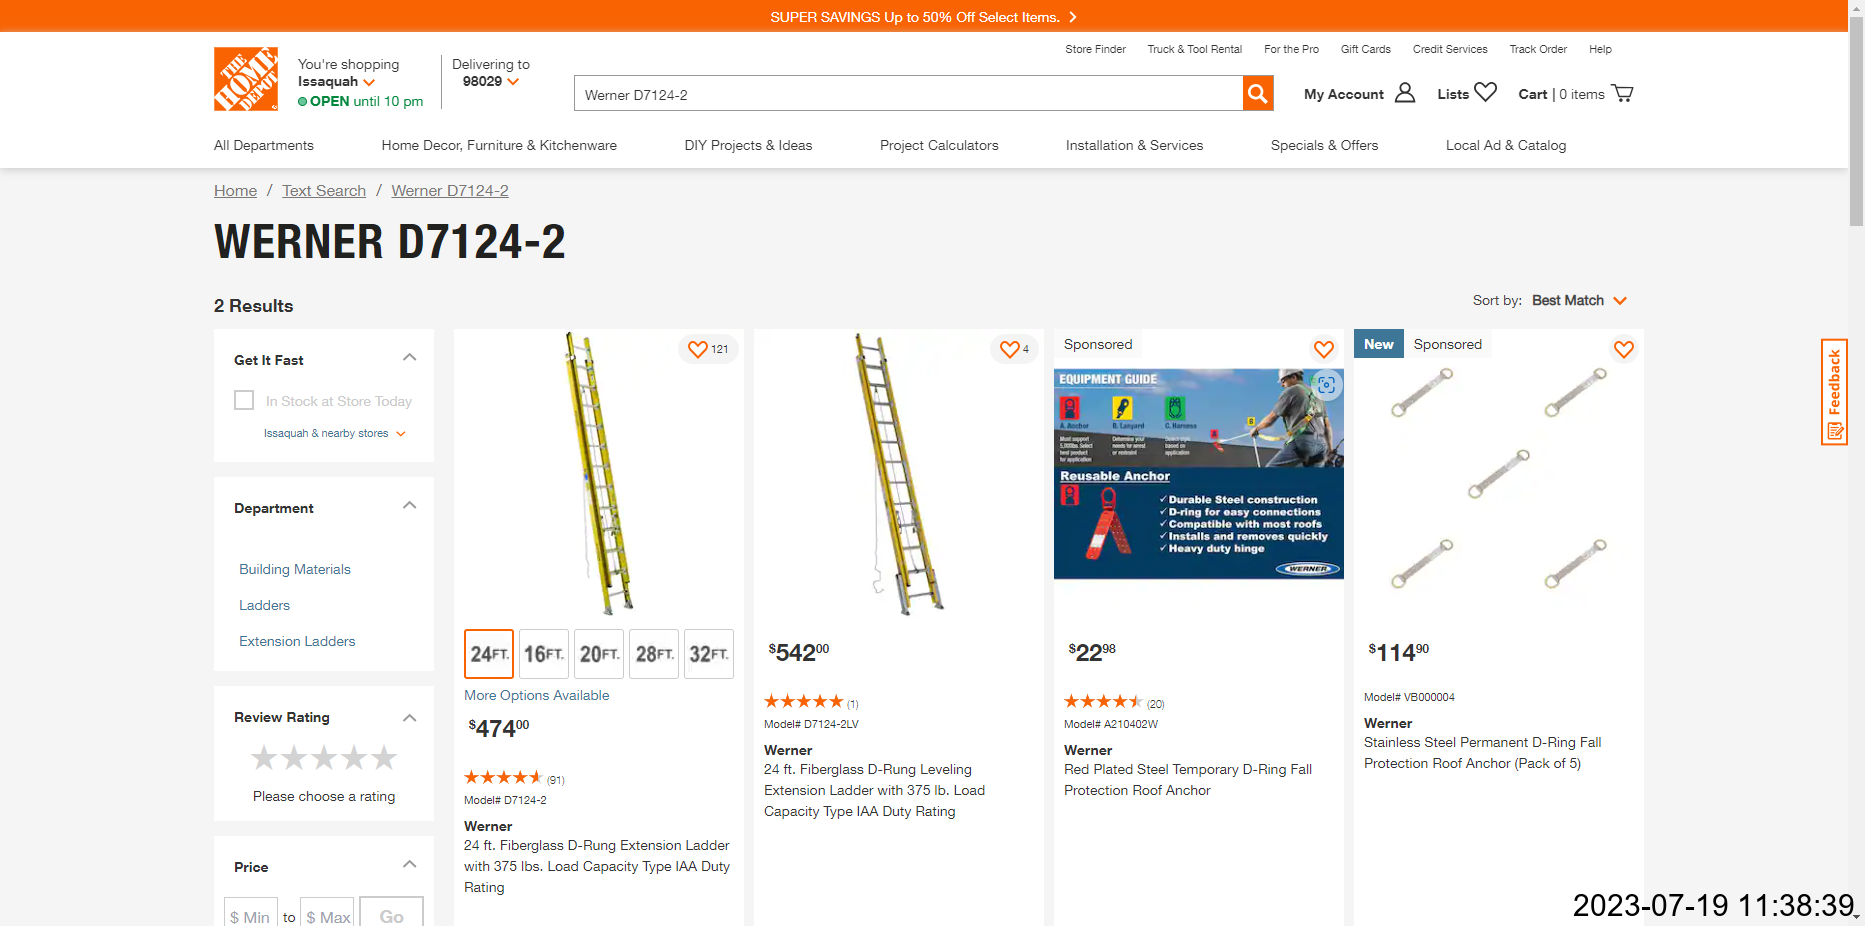 SUPER SAVINGS Up to 50% Off Select Items.
Store Finder Truck & Tool Rental For the Pro Gift Cards Credit Services Track Order Help
THE HOME DEPOT
You're shopping
Issaquah
OPEN until 10 pm
Delivering to
98029
Werner D7124-2
My Account Lists Cart | 0 items
All Departments Home Decor, Furniture & Kitchenware DIY Projects & Ideas Project Calculators Installation & Services Specials & Offers Local Ad & Catalog
Home / Text Search / Werner D7124-2
WERNER D7124-2
2 Results
Sort by: Best Match
Get It Fast
In Stock at Store Today
Issaquah & nearby stores
Department
Building Materials
Ladders
Extension Ladders
Review Rating
Please choose a rating
Price
$ Min to $ Max Go
121
24FT. 16FT. 20FT. 28FT. 32FT.
More Options Available
$47400
(91)
Model# D7124-2
Werner
24 ft. Fiberglass D-Rung Extension Ladder
with 375 lbs. Load Capacity Type IAA Duty
Rating
4
$54200
(1)
Model# D7124-2LV
Werner
24 ft. Fiberglass D-Rung Leveling
Extension Ladder with 375 lb. Load
Capacity Type IAA Duty Rating
Sponsored
EQUIPMENT GUIDE
A. Anchor B. Lanyard C. Harness
Reusable Anchor
Durable Steel construction
D-ring for easy connections
Compatible with most roofs
Installs and removes quickly
Heavy duty hinge
WERNER
$2298
(20)
Model# A210402W
Werner
Red Plated Steel Temporary D-Ring Fall
Protection Roof Anchor
New Sponsored
$11490
Model# VB000004
Werner
Stainless Steel Permanent D-Ring Fall
Protection Roof Anchor (Pack of 5)
Feedback
2023-07-19 11:38:39